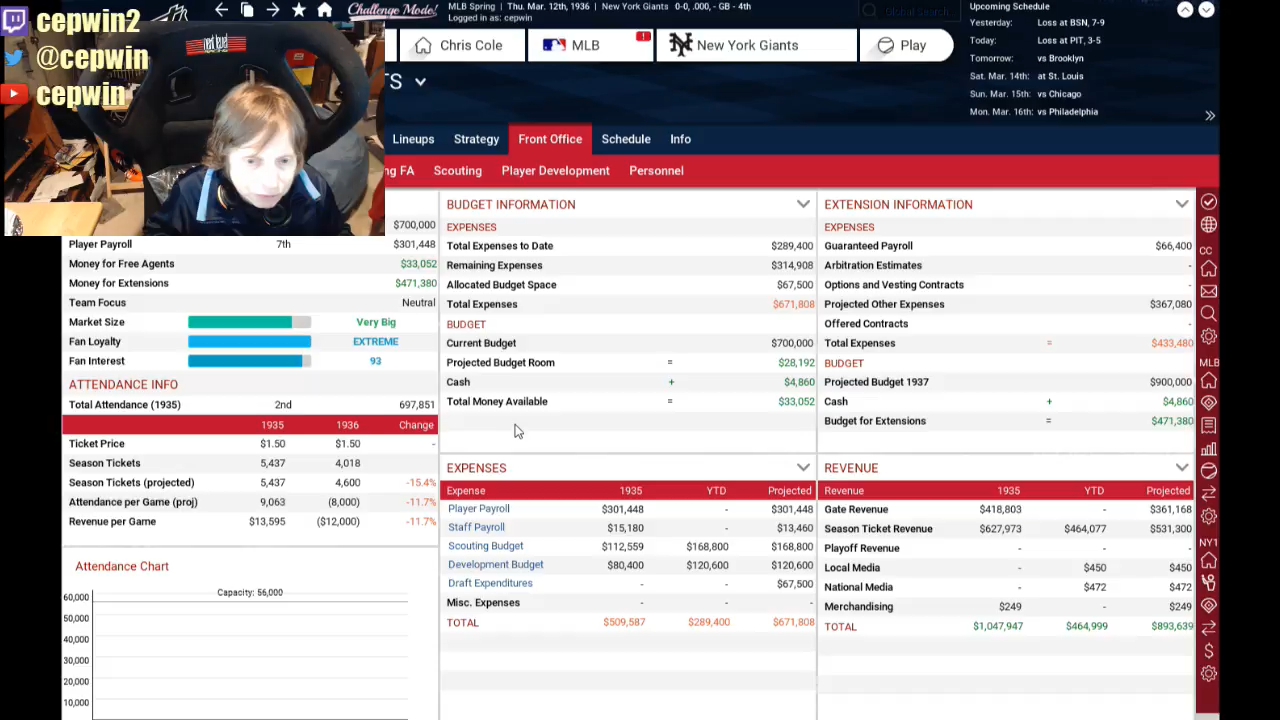 cepwin2
@cepwin
cepwin
Challenge Mode!
MLB Spring | Thu. Mar. 12th, 1936 | New York Giants 0-0, .000, - GB - 4th
Logged in as: cepwin
Global Search
Upcoming Schedule
Yesterday: Loss at BSN, 7-9
Today: Loss at PIT, 3-5
Tomorrow: vs Brooklyn
Sat. Mar. 14th: at St. Louis
Sun. Mar. 15th: vs Chicago
Mon. Mar. 16th: vs Philadelphia
Chris Cole
MLB
New York Giants
Play
TS
Lineups Strategy Front Office Schedule Info
ng FA Scouting Player Development Personnel
$700,000
Player Payroll 7th $301,448
Money for Free Agents $33,052
Money for Extensions $471,380
Team Focus Neutral
Market Size Very Big
Fan Loyalty EXTREME
Fan Interest 93
ATTENDANCE INFO
Total Attendance (1935) 2nd 697,851
1935 1936 Change
Ticket Price $1.50 $1.50 -
Season Tickets 5,437 4,018
Season Tickets (projected) 5,437 4,600 -15.4%
Attendance per Game (proj) 9,063 (8,000) -11.7%
Revenue per Game $13,595 ($12,000) -11.7%
Attendance Chart
Capacity: 56,000
60,000
50,000
40,000
30,000
20,000
10,000
BUDGET INFORMATION
EXPENSES
Total Expenses to Date $289,400
Remaining Expenses $314,908
Allocated Budget Space $67,500
Total Expenses $671,808
BUDGET
Current Budget $700,000
Projected Budget Room = $28,192
Cash + $4,860
Total Money Available = $33,052
EXPENSES
Expense 1935 YTD Projected
Player Payroll $301,448 - $301,448
Staff Payroll $15,180 - $13,460
Scouting Budget $112,559 $168,800 $168,800
Development Budget $80,400 $120,600 $120,600
Draft Expenditures - - $67,500
Misc. Expenses - - -
TOTAL $509,587 $289,400 $671,808
EXTENSION INFORMATION
EXPENSES
Guaranteed Payroll $66,400
Arbitration Estimates -
Options and Vesting Contracts -
Projected Other Expenses $367,080
Offered Contracts -
Total Expenses = $433,480
BUDGET
Projected Budget 1937 $900,000
Cash + $4,860
Budget for Extensions = $471,380
REVENUE
Revenue 1935 YTD Projected
Gate Revenue $418,803 - $361,168
Season Ticket Revenue $627,973 $464,077 $531,300
Playoff Revenue - - -
Local Media - $450 $450
National Media - $472 $472
Merchandising $249 - $249
TOTAL $1,047,947 $464,999 $893,639
CC
MLB
NY1